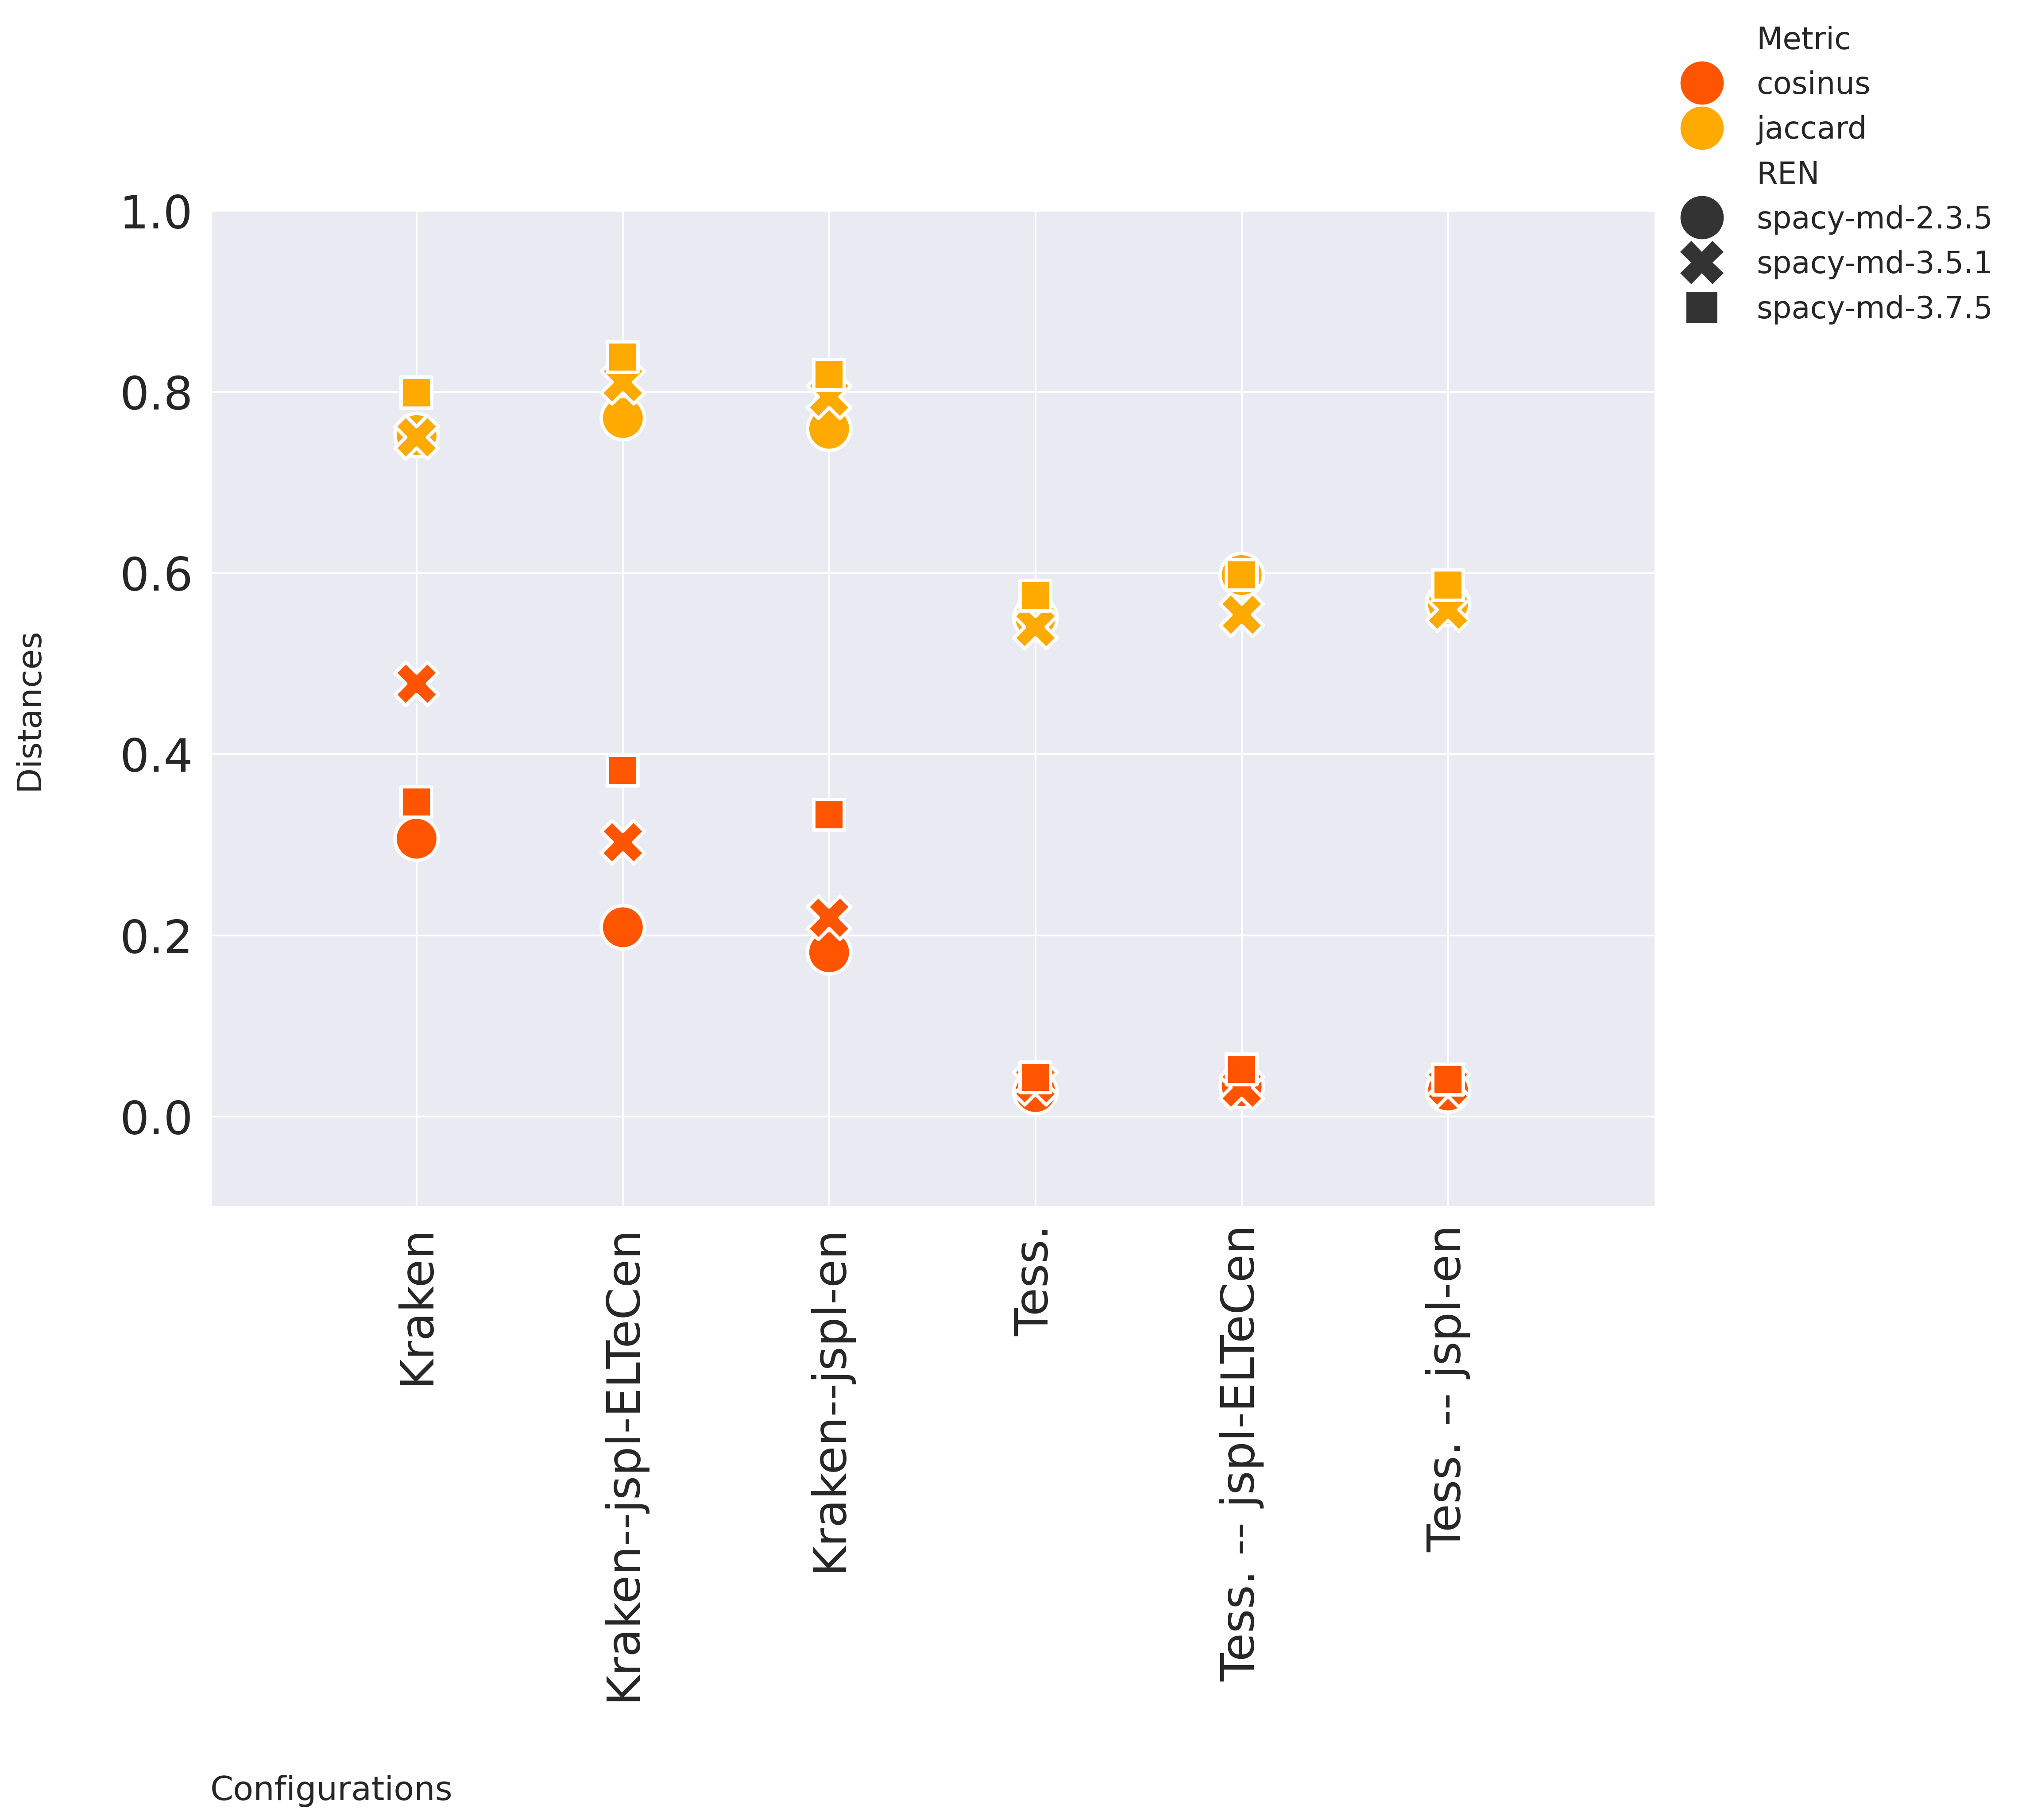 Metric
cosinus
jaccard
REN
spacy-md-2.3.5
spacy-md-3.5.1
spacy-md-3.7.5
1.0
0.8
0.6
0.4
0.2
0.0
Distances
Kraken
Kraken--jspl-ELTeCen
Kraken--jspl-en
Tess.
Tess. -- jspl-ELTeCen
Tess. -- jspl-en
Configurations